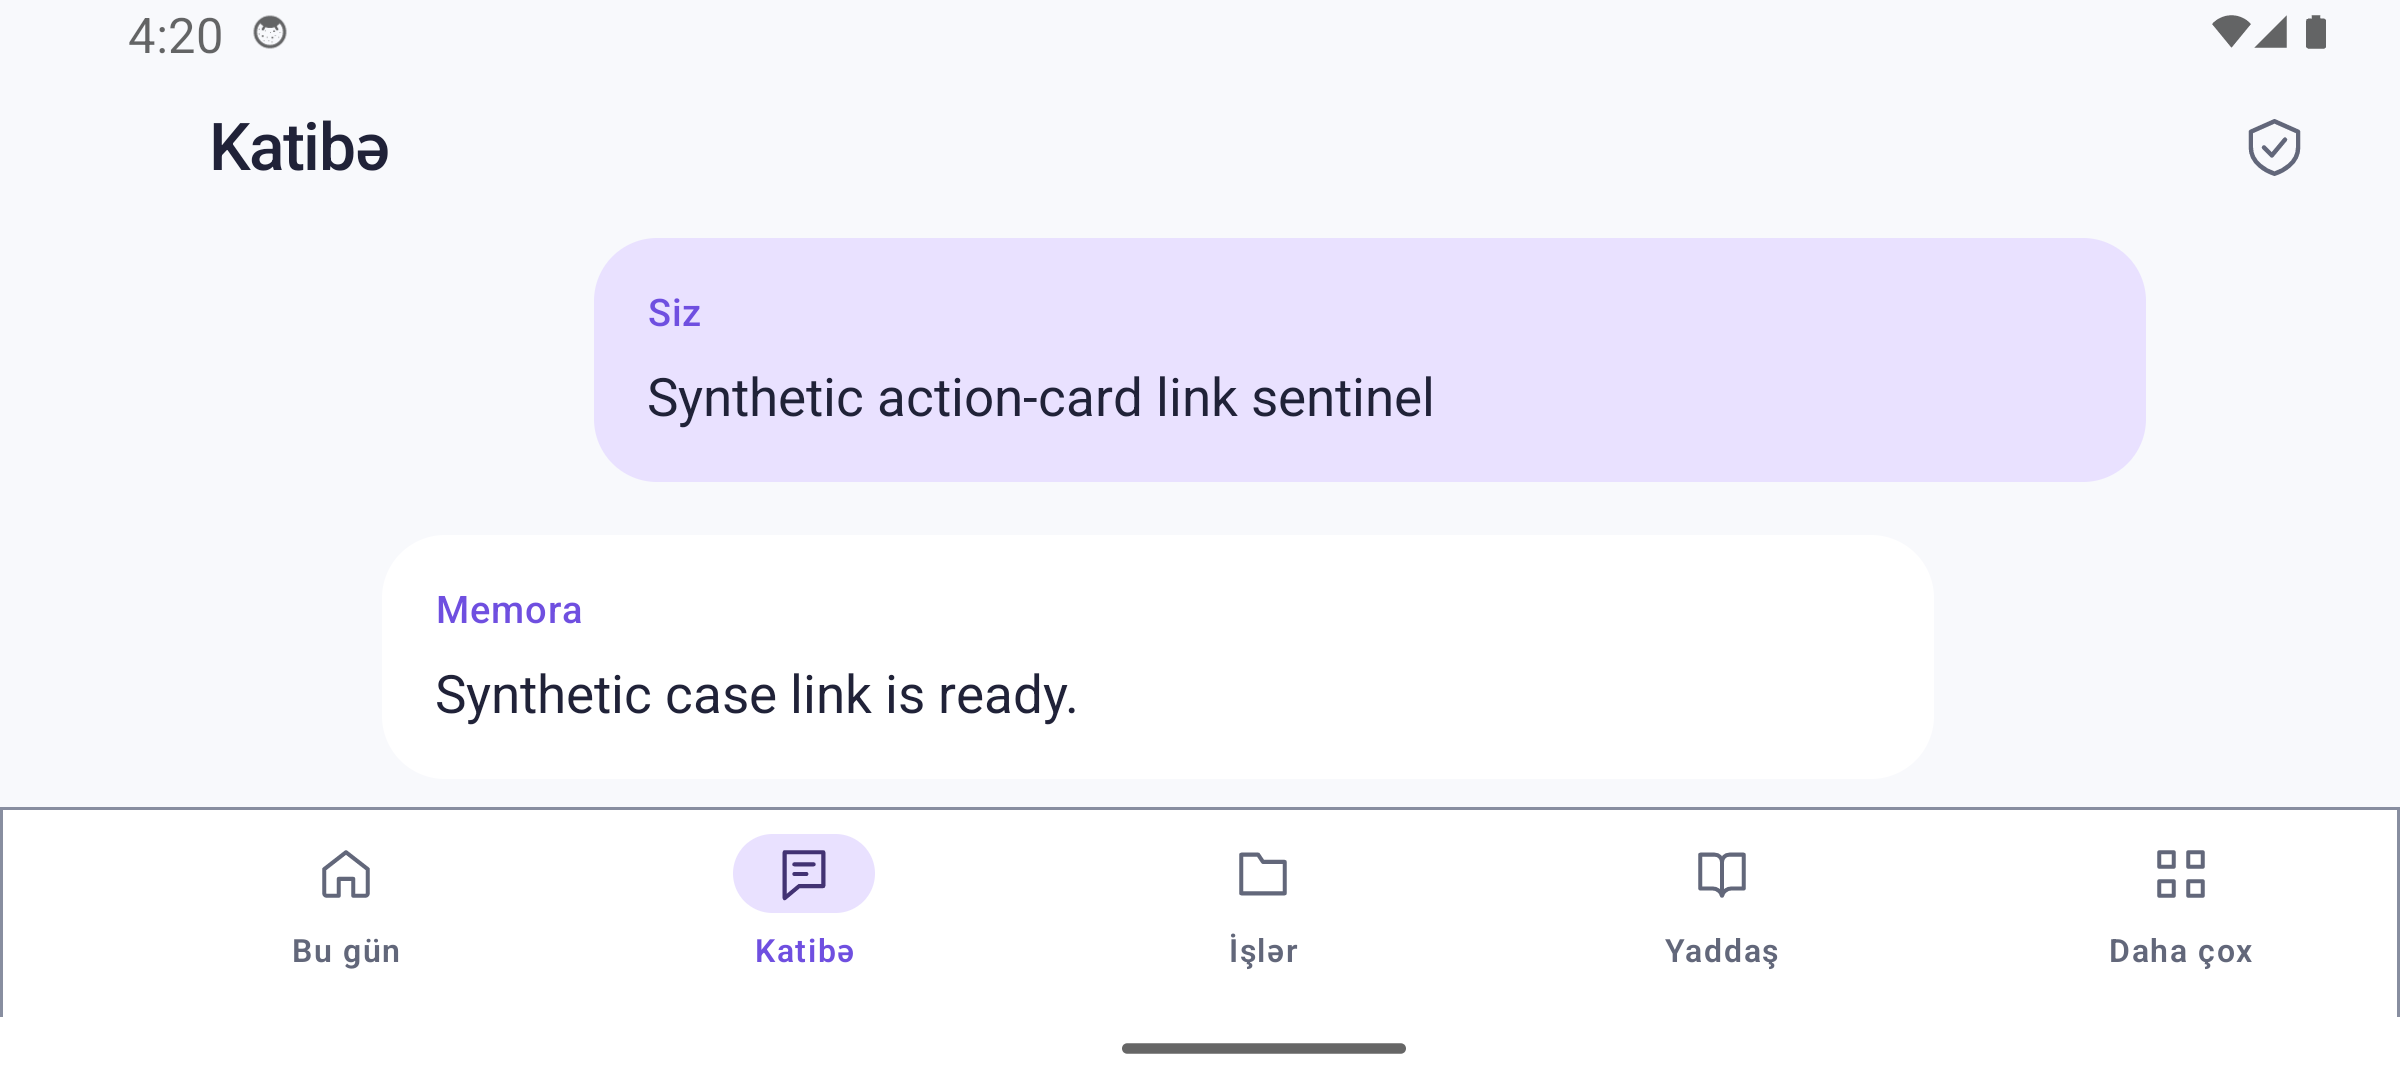 4:20
Katibə
Siz
Synthetic action-card link sentinel
Memora
Synthetic case link is ready.
Bu gün
Katibə
İşlər
Yaddaş
Daha çox